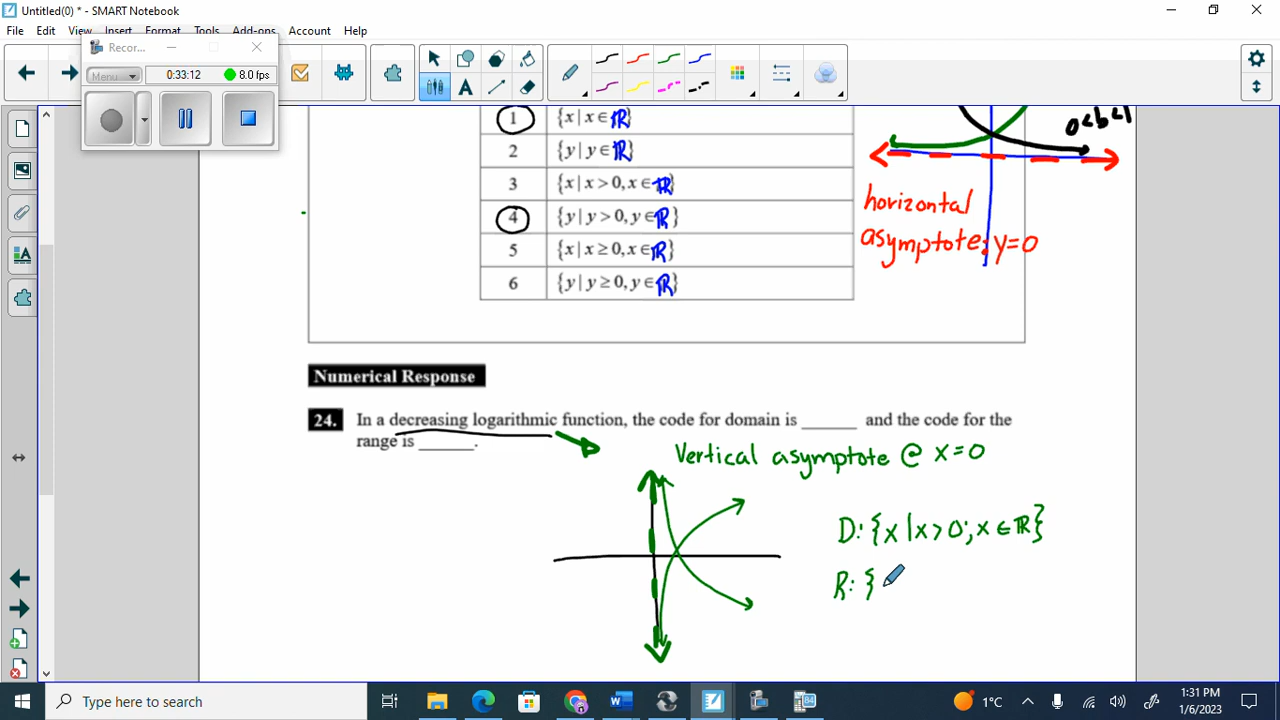 Untitled(0) * - SMART Notebook
File Edit View Insert Format Tools Add-ons Account Help
Recor...
Menu 0:33:12 8.0 fps
1 {x | x ∈ ℝ}
2 {y | y ∈ ℝ}
3 {x | x > 0, x ∈ ℝ}
4 {y | y > 0, y ∈ ℝ}
5 {x | x ≥ 0, x ∈ ℝ}
6 {y | y ≥ 0, y ∈ ℝ}
0<b<1
horizontal
asymptote: y=0
Numerical Response
24. In a decreasing logarithmic function, the code for domain is ______ and the code for the
range is ______.
Vertical asymptote @ x=0
D: {x | x > 0, x ∈ ℝ}
R: {
Type here to search
1°C
1:31 PM
1/6/2023